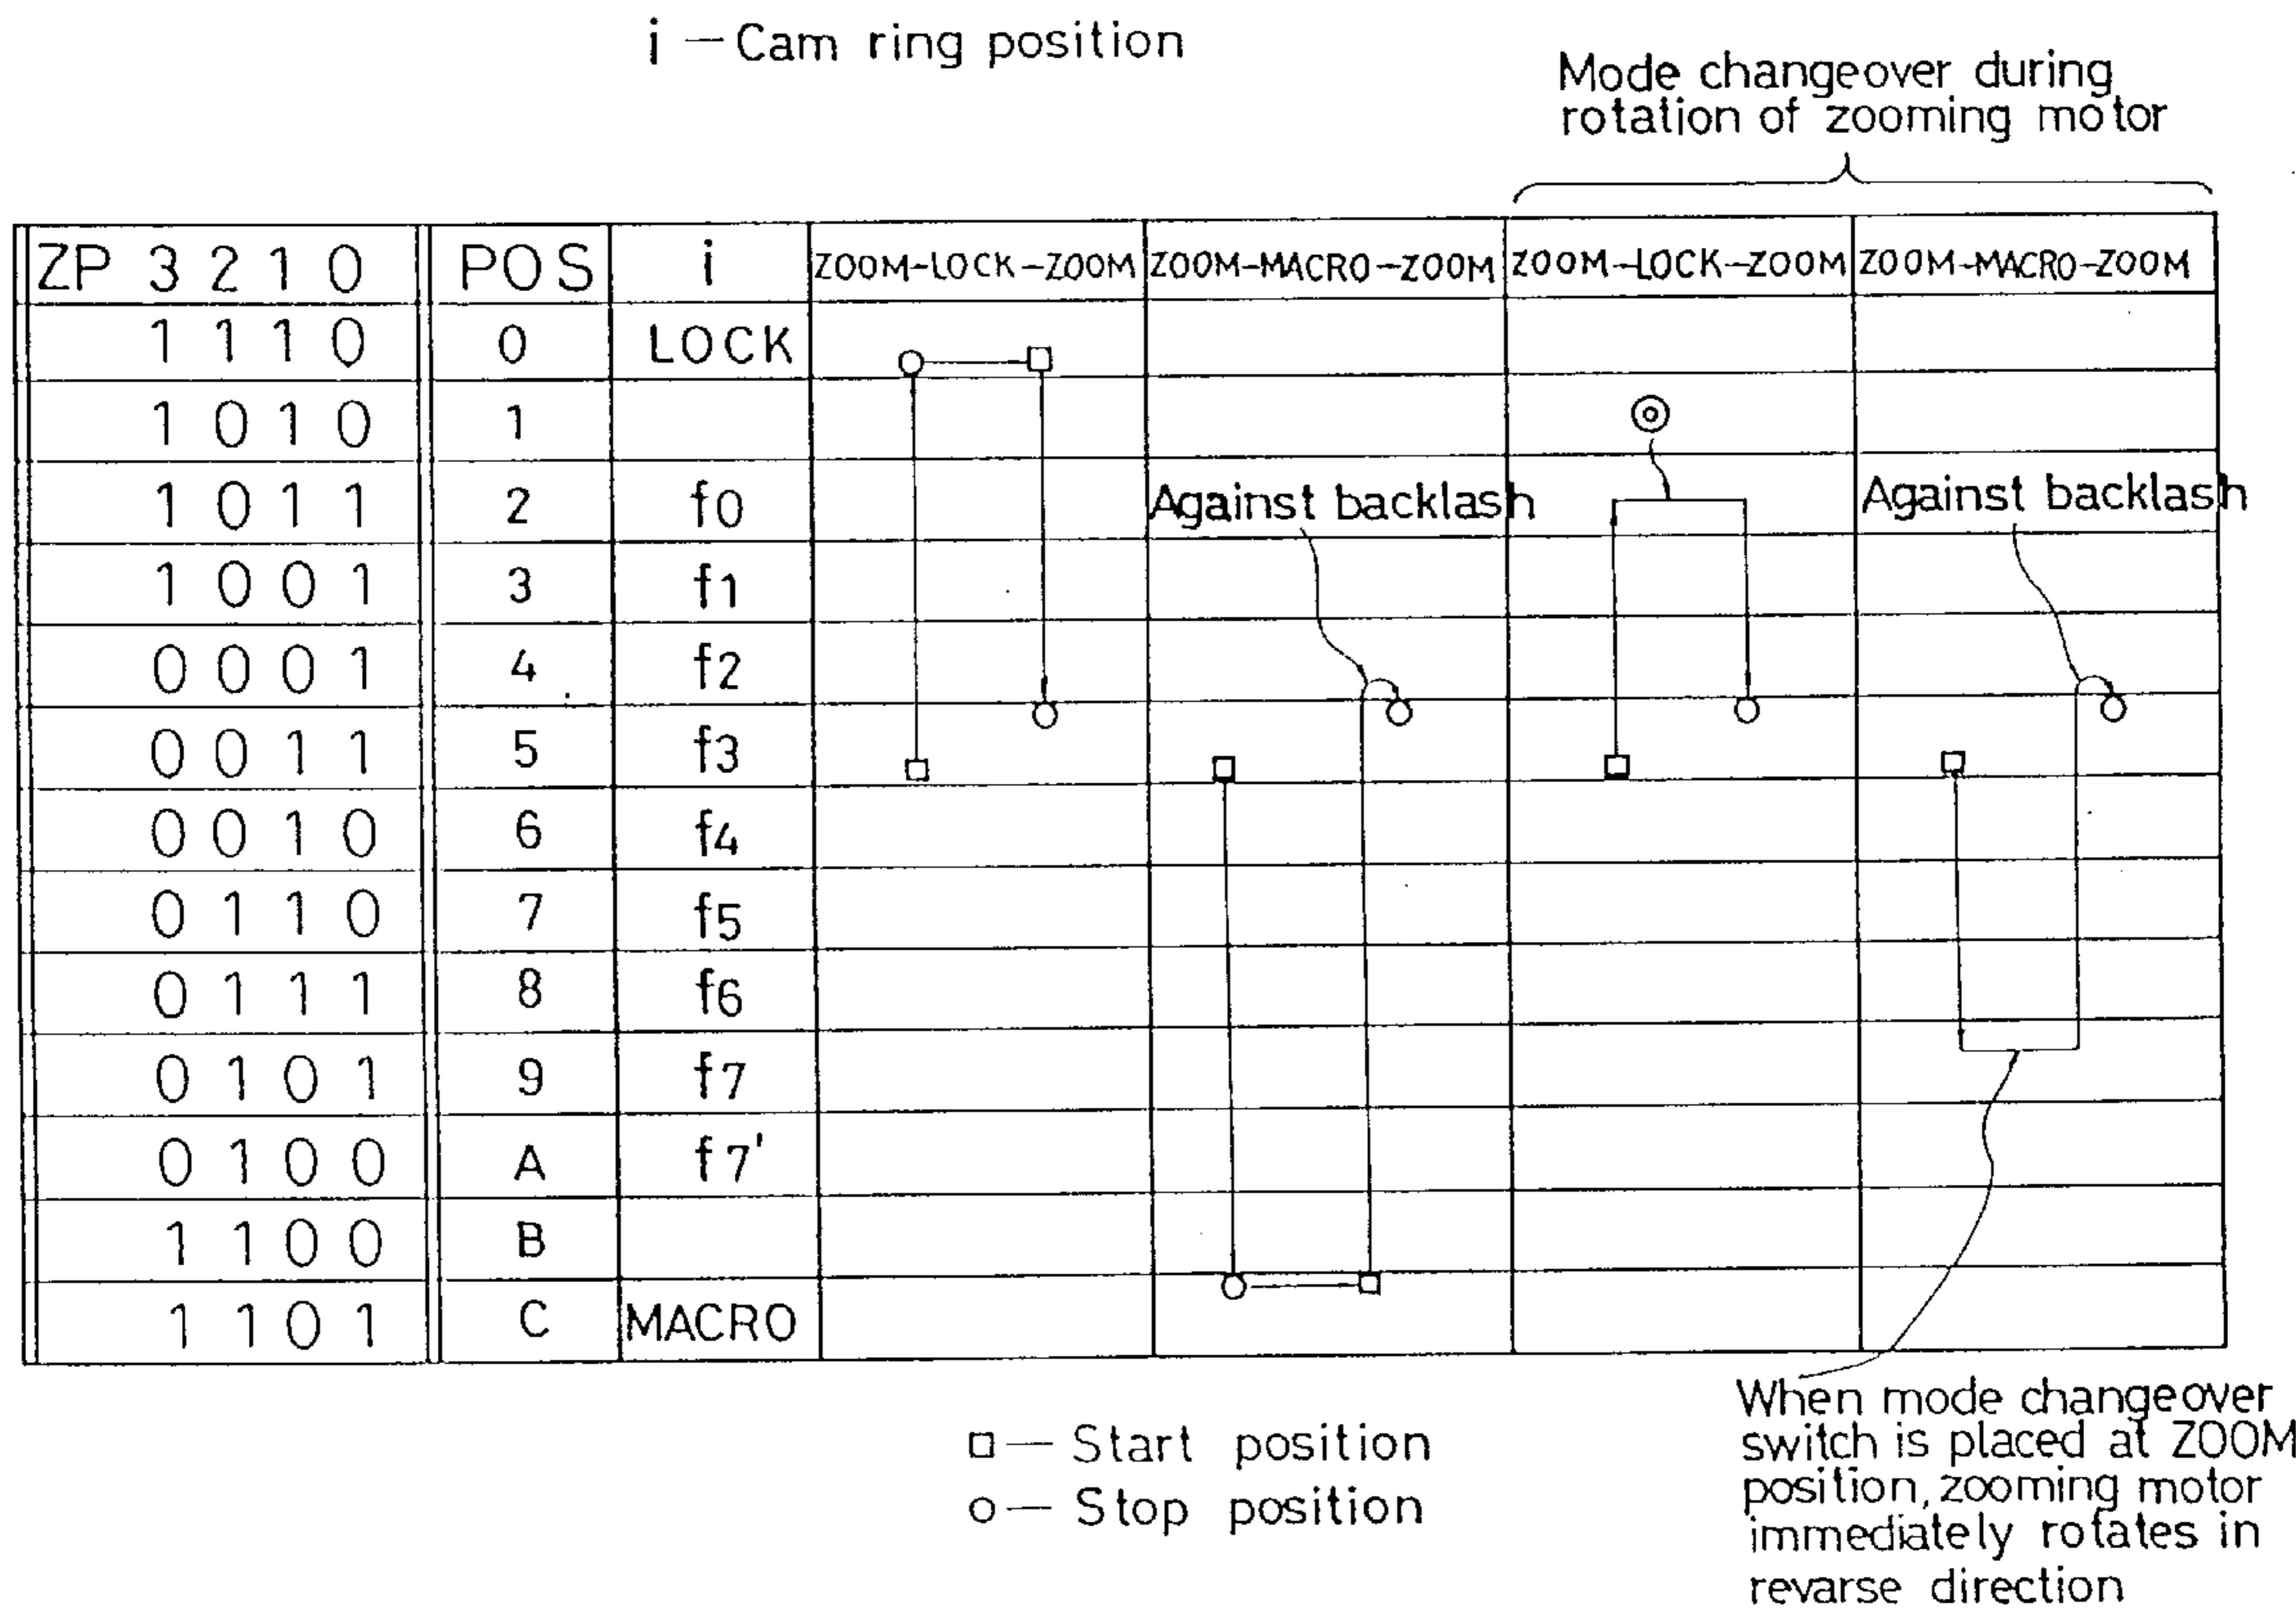 i — Cam ring position
Mode changeover during
rotation of zooming motor
ZP 3 2 1 0 POS i ZOOM-LOCK-ZOOM ZOOM-MACRO-ZOOM ZOOM-LOCK-ZOOM ZOOM-MACRO-ZOOM
1 1 1 0 0 LOCK
1 0 1 0 1
1 0 1 1 2 f0 Against backlash Against backlash
1 0 0 1 3 f1
0 0 0 1 4 f2
0 0 1 1 5 f3
0 0 1 0 6 f4
0 1 1 0 7 f5
0 1 1 1 8 f6
0 1 0 1 9 f7
0 1 0 0 A f7'
1 1 0 0 B
1 1 0 1 C MACRO
□ — Start position
○ — Stop position
When mode changeover
switch is placed at ZOOM
position, zooming motor
immediately rotates in
revarse direction